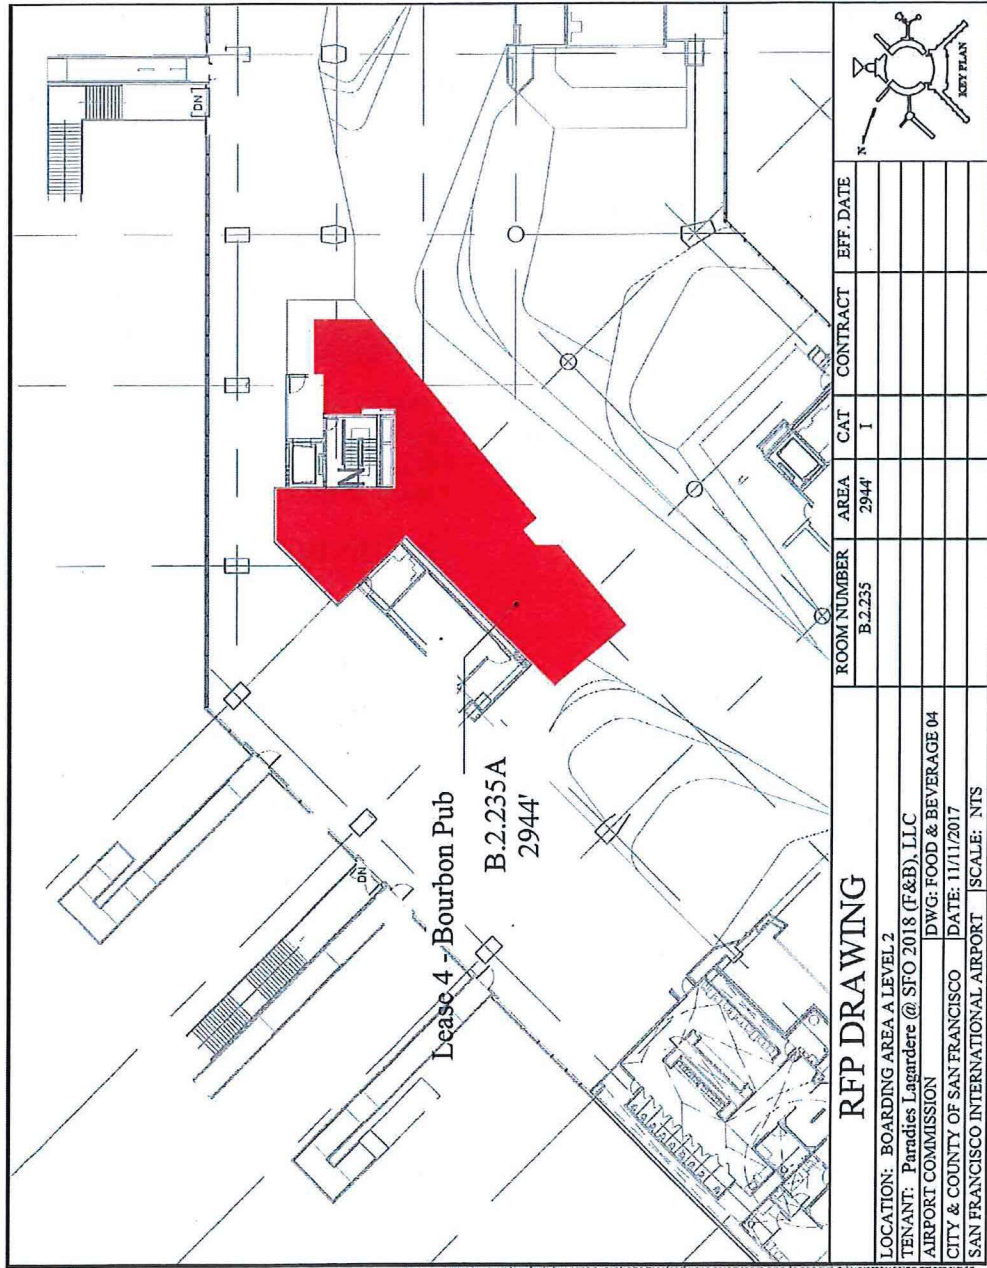 DN
DN
Lease 4 - Bourbon Pub
B.2.235A
2944'
RFP DRAWING
LOCATION: BOARDING AREA A LEVEL 2
TENANT: Paradies Lagardere @ SFO 2018 (F&B), LLC
AIRPORT COMMISSION
DWG: FOOD & BEVERAGE 04
CITY & COUNTY OF SAN FRANCISCO
DATE: 11/11/2017
SAN FRANCISCO INTERNATIONAL AIRPORT
SCALE: NTS
ROOM NUMBER AREA CAT CONTRACT EFF. DATE
B.2.235 2944' I
N
KEY PLAN